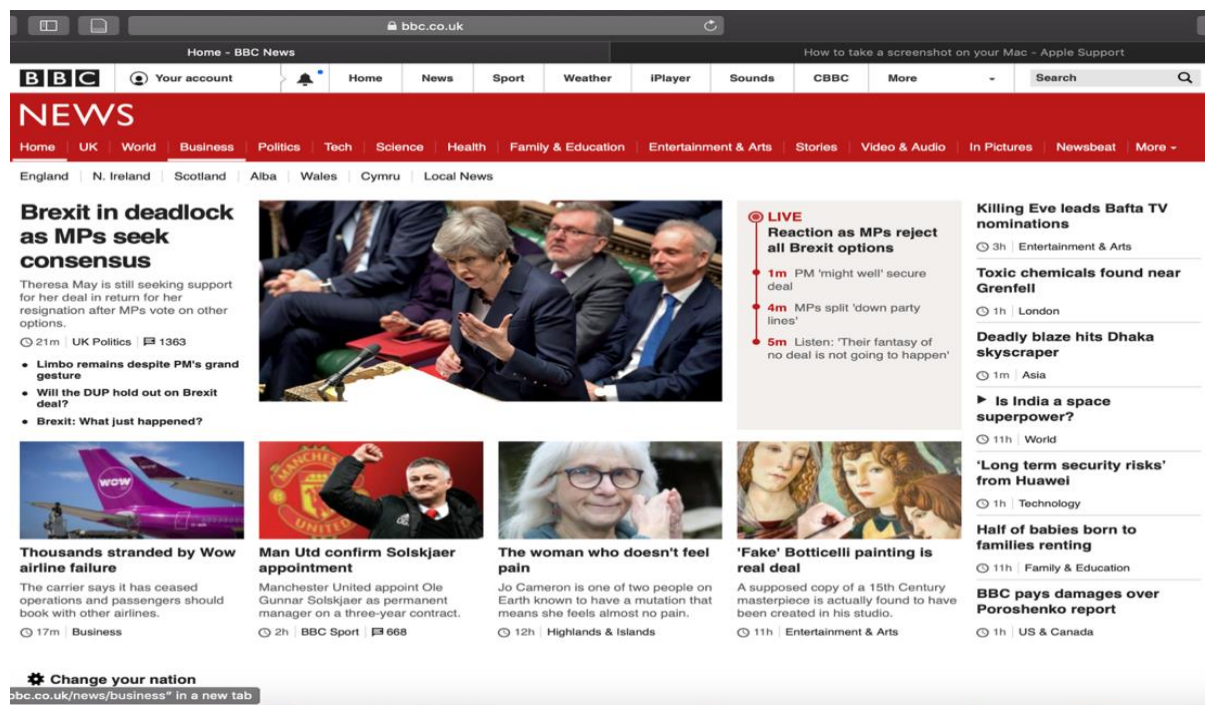 bbc.co.uk
Home - BBC News
How to take a screenshot on your Mac - Apple Support
BBC Your account Home News Sport Weather iPlayer Sounds CBBC More Search
NEWS
Home UK World Business Politics Tech Science Health Family & Education Entertainment & Arts Stories Video & Audio In Pictures Newsbeat More
England N. Ireland Scotland Alba Wales Cymru Local News
Brexit in deadlock
as MPs seek
consensus
Theresa May is still seeking support
for her deal in return for her
resignation after MPs vote on other
options.
21m UK Politics 1363
Limbo remains despite PM's grand
gesture
Will the DUP hold out on Brexit
deal?
Brexit: What just happened?
LIVE
Reaction as MPs reject
all Brexit options
1m PM 'might well' secure
deal
4m MPs split 'down party
lines'
5m Listen: 'Their fantasy of
no deal is not going to happen'
Killing Eve leads Bafta TV
nominations
3h Entertainment & Arts
Toxic chemicals found near
Grenfell
1h London
Deadly blaze hits Dhaka
skyscraper
1m Asia
Is India a space
superpower?
11h World
'Long term security risks'
from Huawei
1h Technology
Half of babies born to
families renting
11h Family & Education
BBC pays damages over
Poroshenko report
1h US & Canada
WOW
MANCHES
UNITED
Thousands stranded by Wow
airline failure
The carrier says it has ceased
operations and passengers should
book with other airlines.
17m Business
Man Utd confirm Solskjaer
appointment
Manchester United appoint Ole
Gunnar Solskjaer as permanent
manager on a three-year contract.
2h BBC Sport 668
The woman who doesn't feel
pain
Jo Cameron is one of two people on
Earth known to have a mutation that
means she feels almost no pain.
12h Highlands & Islands
'Fake' Botticelli painting is
real deal
A supposed copy of a 15th Century
masterpiece is actually found to have
been created in his studio.
11h Entertainment & Arts
Change your nation
bbc.co.uk/news/business" in a new tab